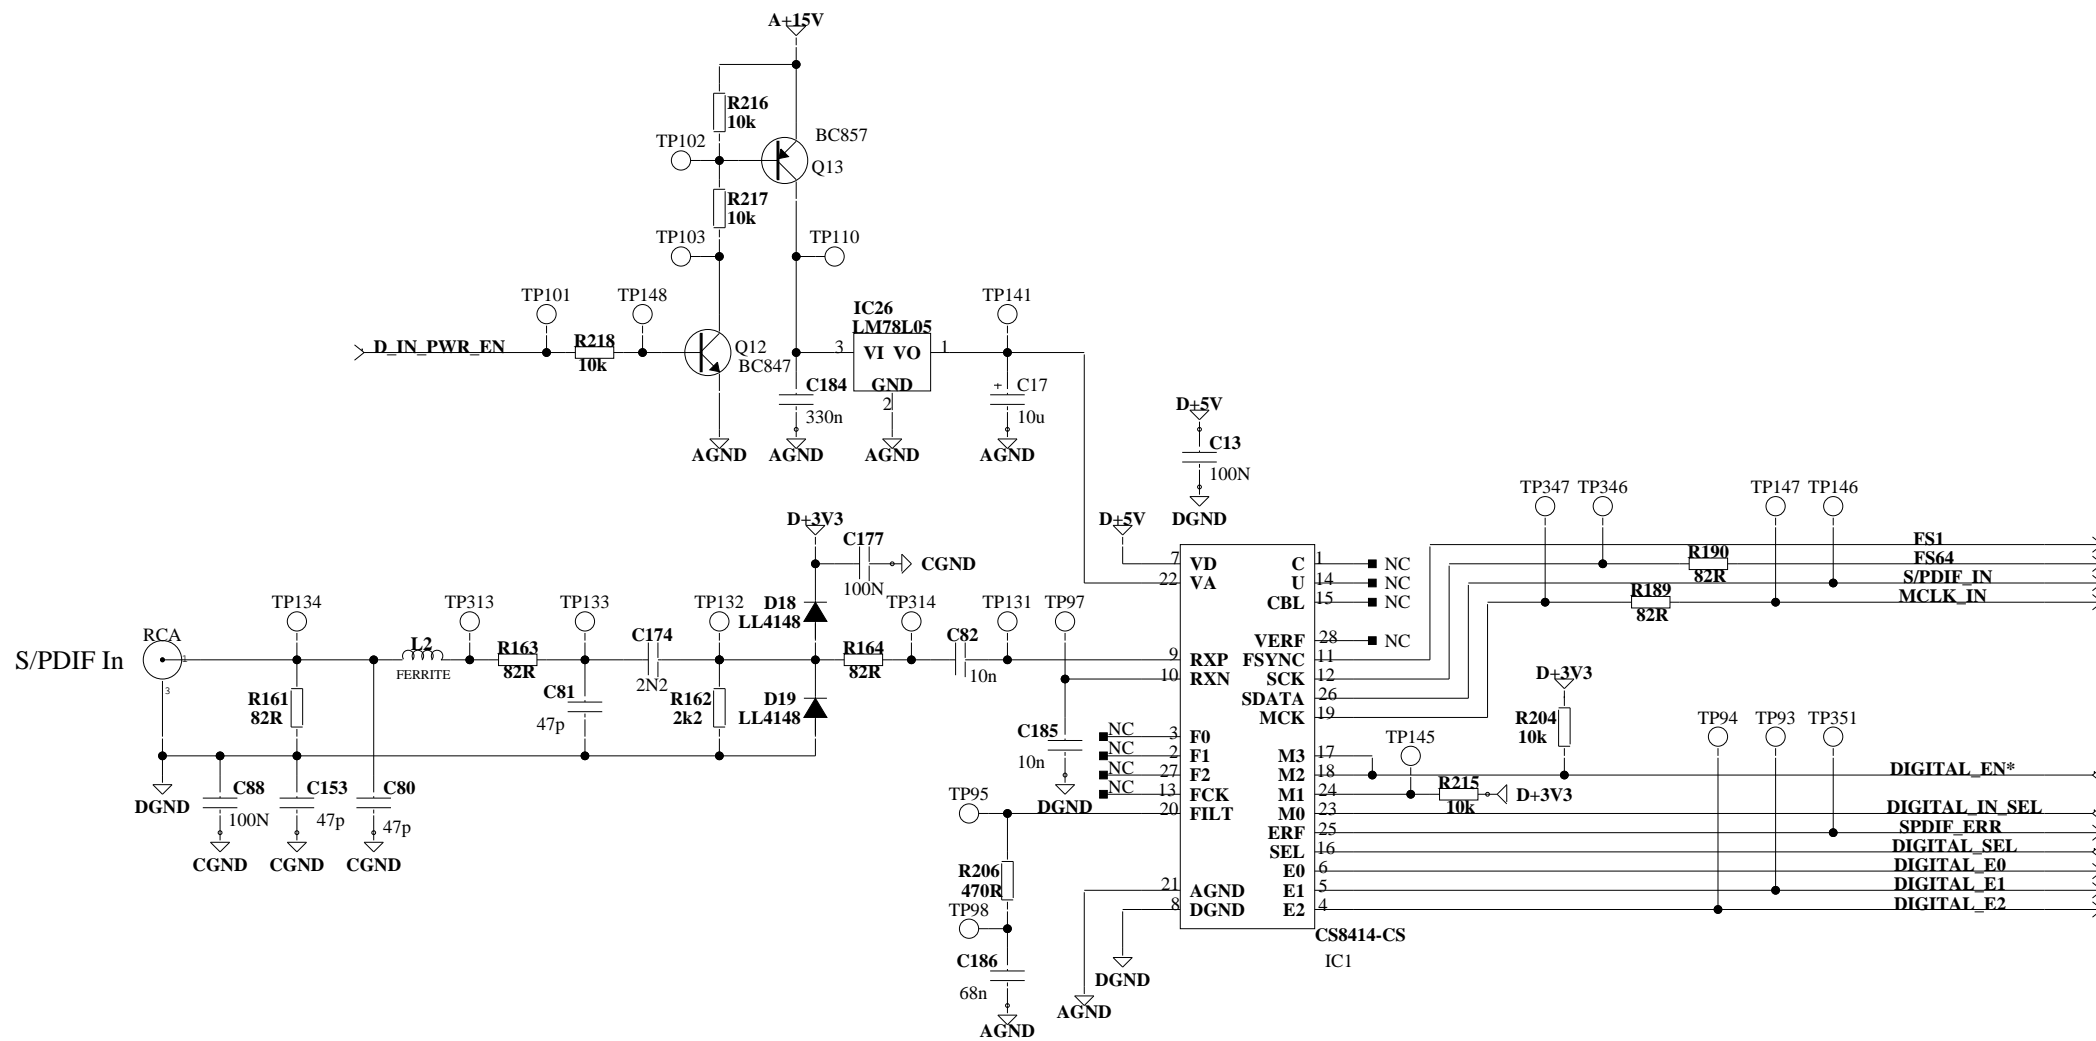 A+15V
R216
10k
TP102
BC857
Q13
R217
10k
TP103
TP110
TP101
TP148
TP141
IC26
LM78L05
D_IN_PWR_EN
R218
10k
Q12
BC847
3
VI VO
1
C184
330n
GND
2
+
C17
10u
AGND
AGND
AGND
AGND
D+5V
C13
100N
DGND
D+5V
TP347
TP346
TP147
TP146
D+3V3
C177
100N
CGND
7
VD
22
VA
C
1
NC
U
14
NC
CBL
15
NC
VERF
28
NC
FS1
R190
82R
FS64
S/PDIF_IN
R189
82R
MCLK_IN
TP134
TP313
TP133
TP132
D18
LL4148
TP314
TP131
TP97
S/PDIF In
RCA
1
3
L2
FERRITE
R163
82R
C174
2N2
R164
82R
C82
10n
9
RXP
10
RXN
FSYNC
11
SCK
12
SDATA
26
MCK
19
R161
82R
C81
47p
R162
2k2
D19
LL4148
C185
10n
DGND
NC
3
F0
NC
2
F1
NC
27
F2
NC
13
FCK
20
FILT
M3
17
M2
18
M1
24
M0
23
ERF
25
SEL
16
E0
6
E1
5
E2
4
D+3V3
R204
10k
TP145
R215
10k
D+3V3
TP94
TP93
TP351
DIGITAL_EN*
DIGITAL_IN_SEL
SPDIF_ERR
DIGITAL_SEL
DIGITAL_E0
DIGITAL_E1
DIGITAL_E2
DGND
C88
100N
C153
47p
C80
47p
CGND
CGND
CGND
TP95
R206
470R
TP98
C186
68n
AGND
21
AGND
8
DGND
DGND
AGND
CS8414-CS
IC1